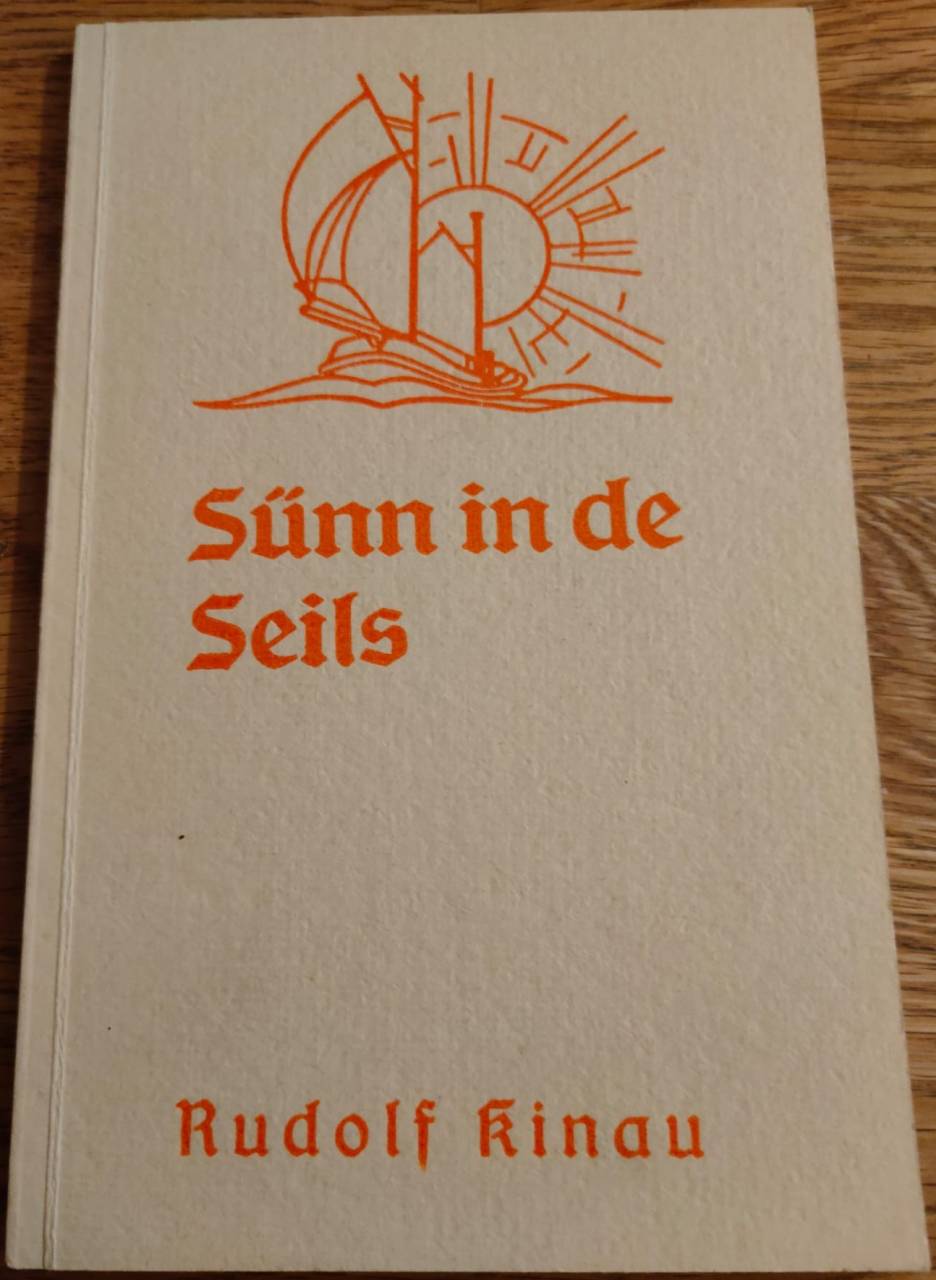 Sünn in de
Seils
Rudolf Kinau